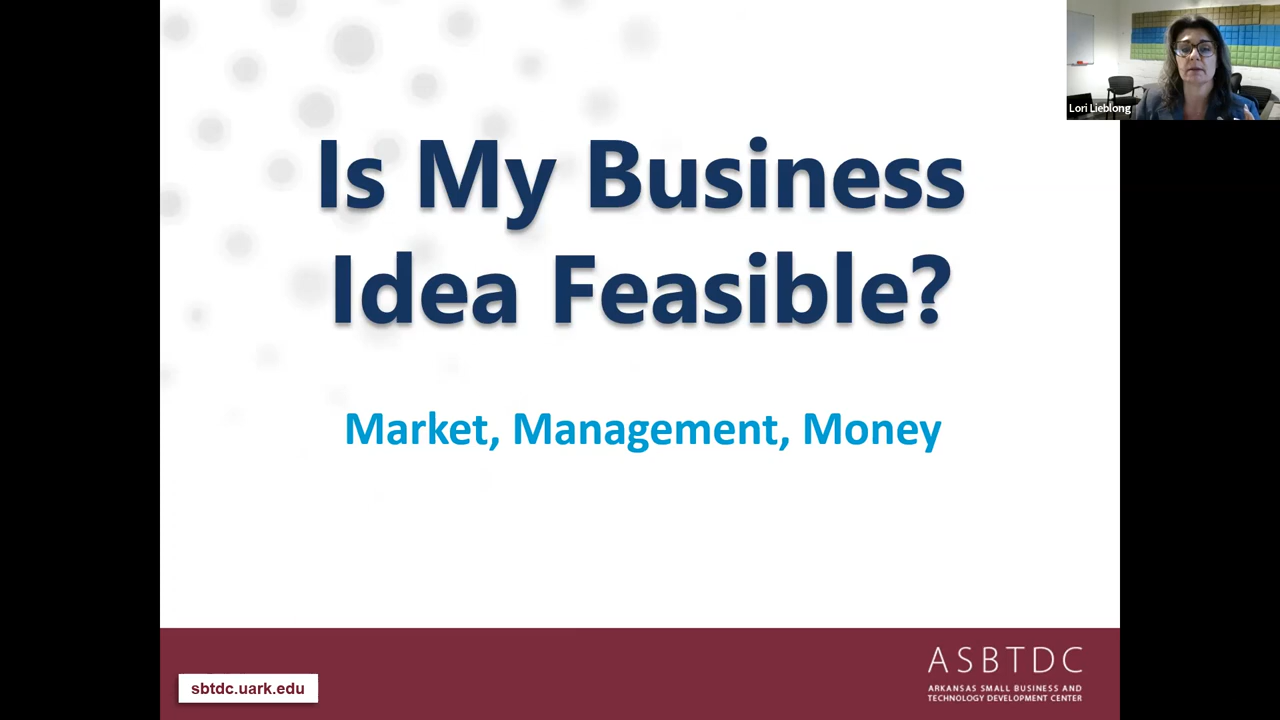 Lori Lieblong
Is My Business
Idea Feasible?
Market, Management, Money
sbtdc.uark.edu
ASBTDC
ARKANSAS SMALL BUSINESS AND
TECHNOLOGY DEVELOPMENT CENTER